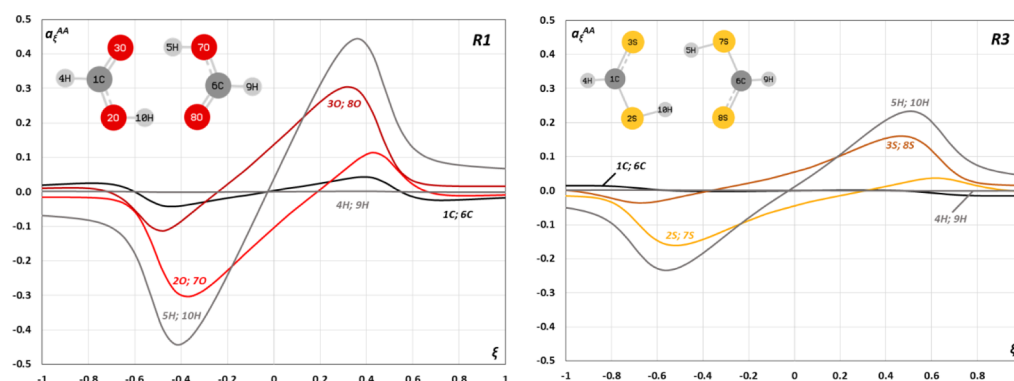 a_ξ^AA
R1
0.5
0.4
0.3
0.2
0.1
0.0
-0.1
-0.2
-0.3
-0.4
-0.5
3O
5H
7O
4H
1C
6C
9H
2O
10H
8O
3O; 8O
4H; 9H
1C; 6C
2O; 7O
5H; 10H
ξ
-1 -0.8 -0.6 -0.4 -0.2 0 0.2 0.4 0.6 0.8 1
a_ξ^AA
R3
0.5
0.4
0.3
0.2
0.1
0.0
-0.1
-0.2
-0.3
-0.4
-0.5
3S
7S
5H
4H
1C
6C
9H
10H
2S
8S
5H; 10H
3S; 8S
1C; 6C
4H; 9H
2S; 7S
ξ
-1 -0.8 -0.6 -0.4 -0.2 0 0.2 0.4 0.6 0.8